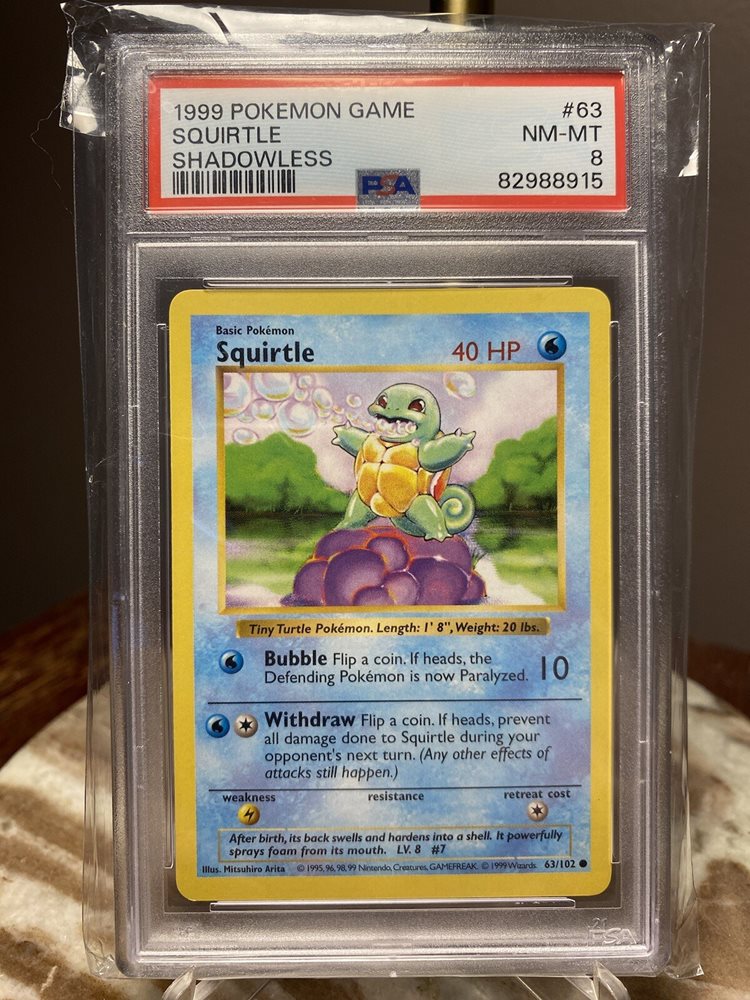 1999 POKEMON GAME #63
SQUIRTLE NM-MT
SHADOWLESS 8
PSA 82988915
Basic Pokémon
Squirtle 40 HP
Tiny Turtle Pokémon. Length: 1' 8", Weight: 20 lbs.
Bubble Flip a coin. If heads, the
Defending Pokémon is now Paralyzed. 10
Withdraw Flip a coin. If heads, prevent
all damage done to Squirtle during your
opponent's next turn. (Any other effects of
attacks still happen.)
weakness resistance retreat cost
After birth, its back swells and hardens into a shell. It powerfully
sprays foam from its mouth. LV. 8 #7
Illus. Mitsuhiro Arita © 1995, 96, 98, 99 Nintendo, Creatures, GAMEFREAK. © 1999 Wizards. 63/102
PSA